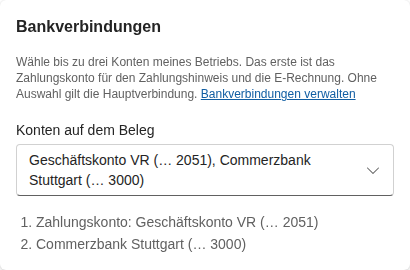 Bankverbindungen
Wähle bis zu drei Konten meines Betriebs. Das erste ist das
Zahlungskonto für den Zahlungshinweis und die E-Rechnung. Ohne
Auswahl gilt die Hauptverbindung. Bankverbindungen verwalten
Konten auf dem Beleg
Geschäftskonto VR (… 2051), Commerzbank
Stuttgart (… 3000)
1. Zahlungskonto: Geschäftskonto VR (… 2051)
2. Commerzbank Stuttgart (… 3000)